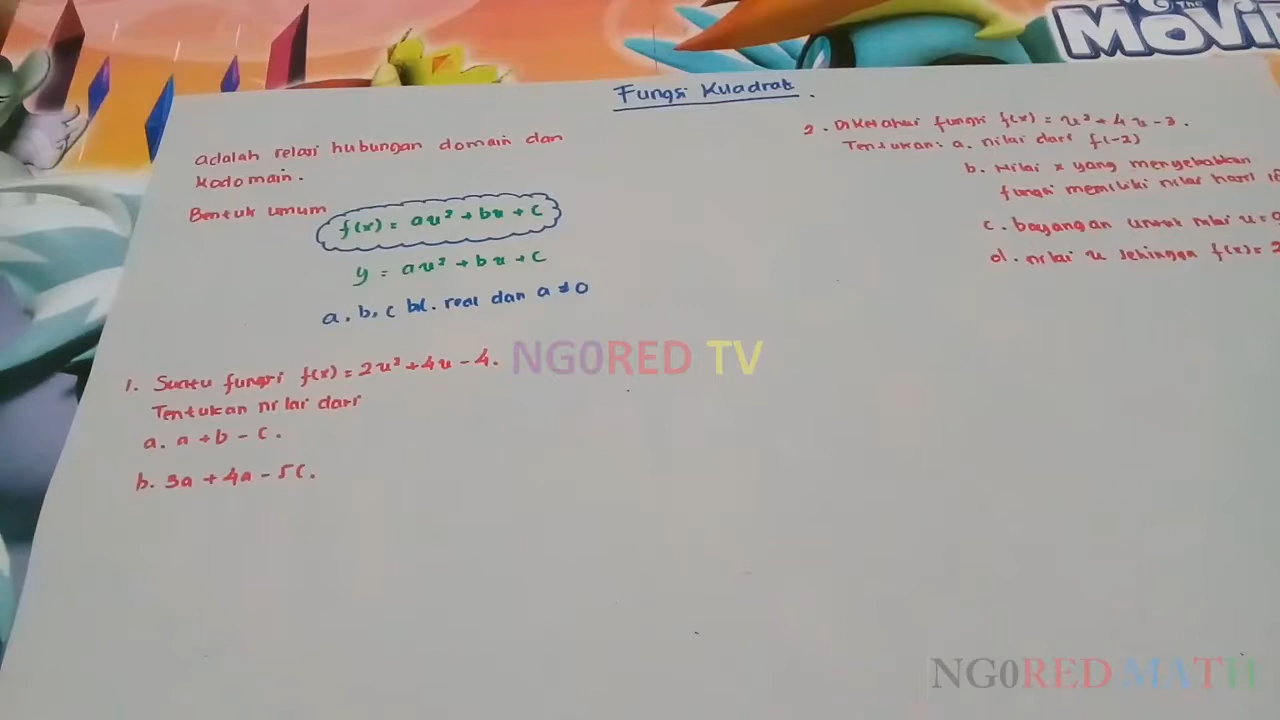 THE
MOVIE
Fungsi Kuadrat.
adalah relasi hubungan domain dan
kodomain.
Bentuk umum f(x) = ax² + bx + c
y = ax² + bx + c
a, b, c bil. real dan a ≠ 0
1. Suatu fungsi f(x) = 2x² + 4x - 4.
Tentukan nilai dari
a. a + b - c.
b. 3a + 4a - 5c.
2. Diketahui fungsi f(x) = x² + 4x - 3.
Tentukan: a. nilai dari f(-2)
b. Nilai x yang menyebabkan
fungsi memiliki nilai hasil
c. bayangan untuk nilai x =
d. nilai x sehingga f(x) =
NG0RED TV
NG0RED MATH